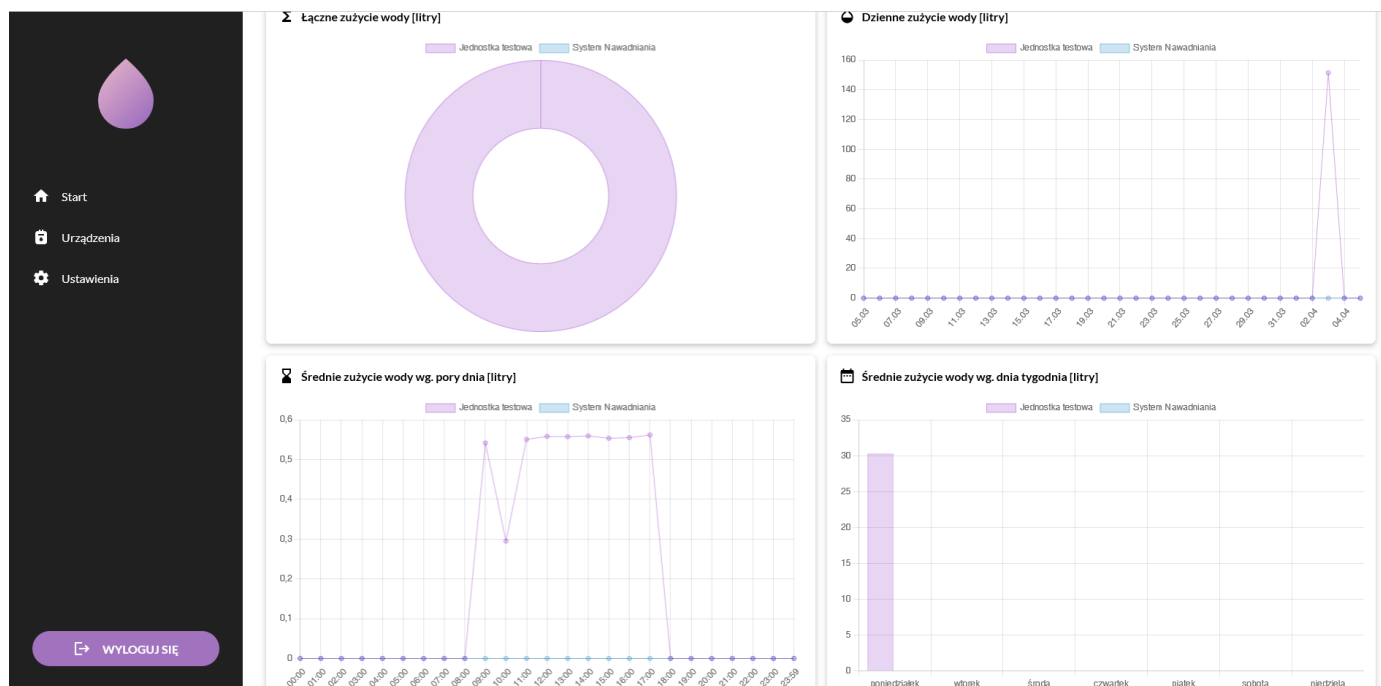 Łączne zużycie wody [litry]
Jednostka testowa System Nawadniania
Dzienne zużycie wody [litry]
Jednostka testowa System Nawadniania
160
140
120
100
80
60
40
20
0
05.03 07.03 09.03 11.03 13.03 15.03 17.03 19.03 21.03 23.03 25.03 27.03 29.03 31.03 02.04 04.04
Start
Urządzenia
Ustawienia
WYLOGUJ SIĘ
Średnie zużycie wody wg. pory dnia [litry]
Jednostka testowa System Nawadniania
0,6
0,5
0,4
0,3
0,2
0,1
0
00:00 01:00 02:00 03:00 04:00 05:00 06:00 07:00 08:00 09:00 10:00 11:00 12:00 13:00 14:00 15:00 16:00 17:00 18:00 19:00 20:00 21:00 22:00 23:00 23:59
Średnie zużycie wody wg. dnia tygodnia [litry]
Jednostka testowa System Nawadniania
35
30
25
20
15
10
5
0
poniedziałek wtorek środa czwartek piątek sobota niedziela